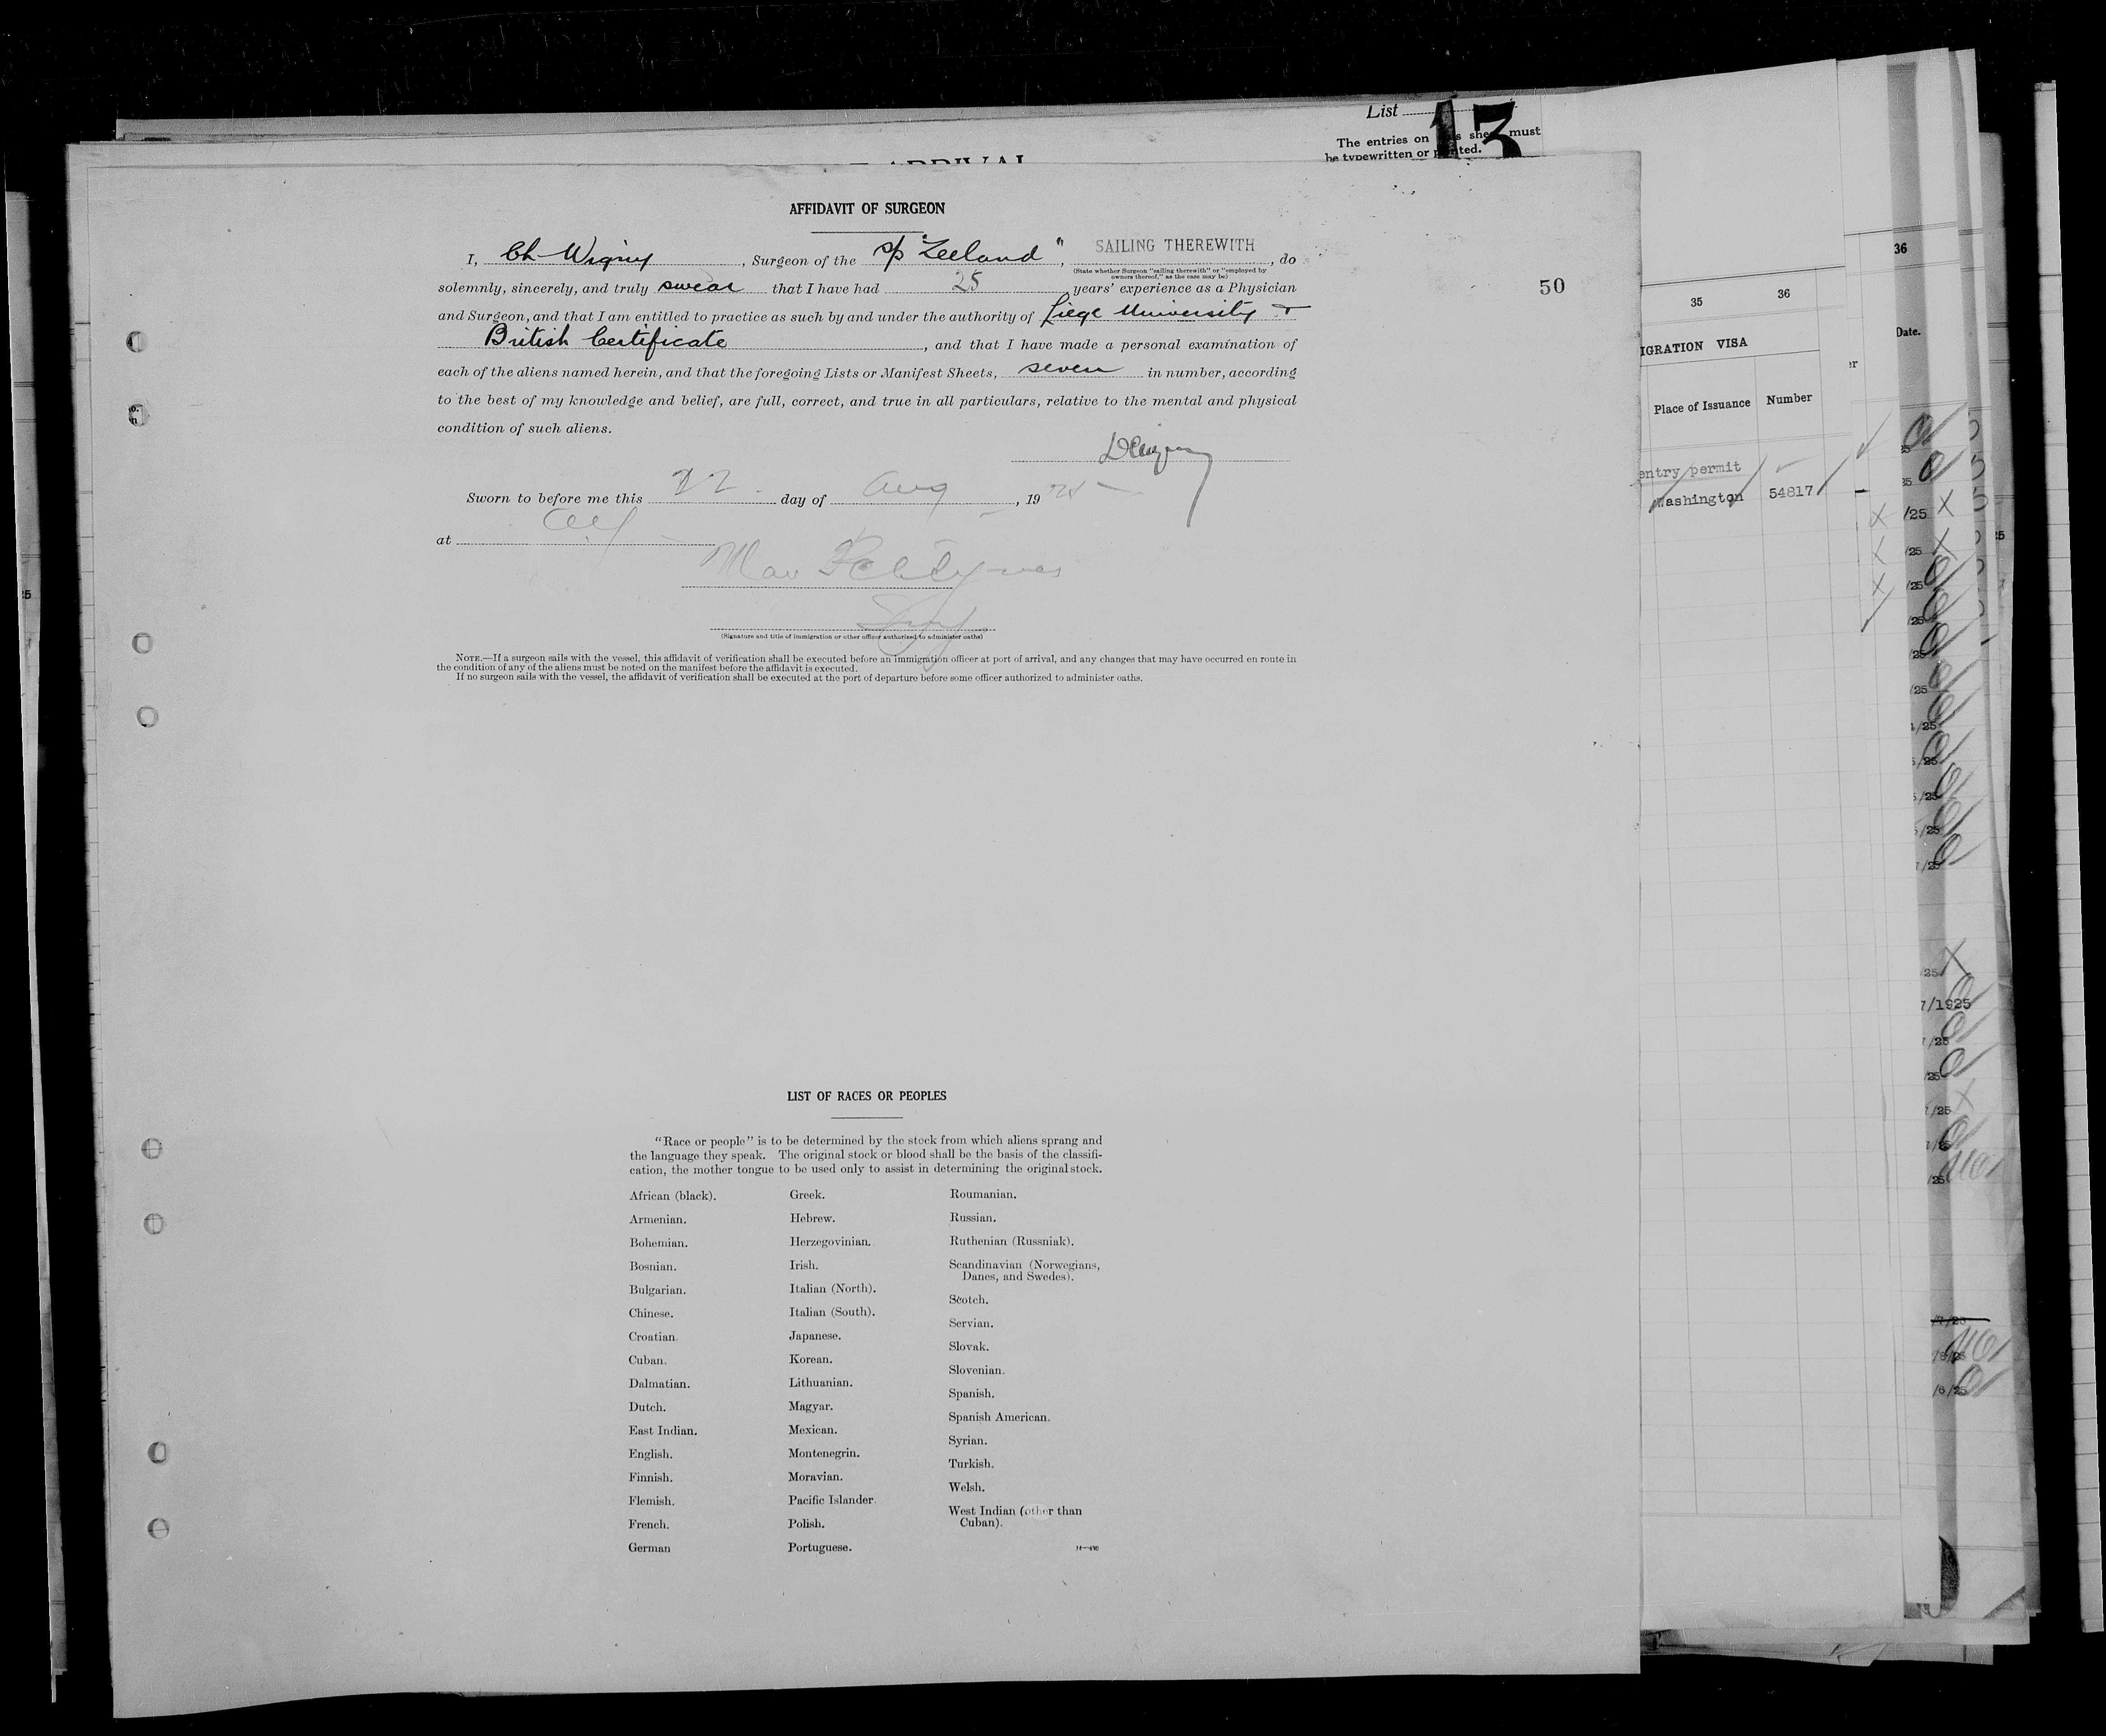 List 13
The entries on this sheet must
be typewritten or printed.
ARRIVAL
AFFIDAVIT OF SURGEON
I, Ch Wigny, Surgeon of the s/s "Zeeland", SAILING THEREWITH, do
(State whether Surgeon "sailing therewith" or "employed by
owners thereof," as the case may be)
solemnly, sincerely, and truly swear that I have had 25 years' experience as a Physician
and Surgeon, and that I am entitled to practice as such by and under the authority of Liege University &
British Certificate, and that I have made a personal examination of
each of the aliens named herein, and that the foregoing Lists or Manifest Sheets, seven in number, according
to the best of my knowledge and belief, are full, correct, and true in all particulars, relative to the mental and physical
condition of such aliens.
Sworn to before me this 22 day of Aug, 1925
at
(Signature and title of immigration or other officer authorized to administer oaths)
NOTE.—If a surgeon sails with the vessel, this affidavit of verification shall be executed before an immigration officer at port of arrival, and any changes that may have occurred en route in
the condition of any of the aliens must be noted on the manifest before the affidavit is executed.
If no surgeon sails with the vessel, the affidavit of verification shall be executed at the port of departure before some officer authorized to administer oaths.
50
LIST OF RACES OR PEOPLES
"Race or people" is to be determined by the stock from which aliens sprang and
the language they speak. The original stock or blood shall be the basis of the classifi-
cation, the mother tongue to be used only to assist in determining the original stock.
African (black).
Armenian.
Bohemian.
Bosnian.
Bulgarian.
Chinese.
Croatian.
Cuban.
Dalmatian.
Dutch.
East Indian.
English.
Finnish.
Flemish.
French.
German
Greek.
Hebrew.
Herzegovinian.
Irish.
Italian (North).
Italian (South).
Japanese.
Korean.
Lithuanian.
Magyar.
Mexican.
Montenegrin.
Moravian.
Pacific Islander.
Polish.
Portuguese.
Roumanian.
Russian.
Ruthenian (Russniak).
Scandinavian (Norwegians,
Danes, and Swedes).
Scotch.
Servian.
Slovak.
Slovenian.
Spanish.
Spanish American.
Syrian.
Turkish.
Welsh.
West Indian (other than
Cuban).
35 36
IGRATION VISA
Place of Issuance Number
entry permit
Washington 54817
36
Date.
/25
/25
/25
/25
7/1925